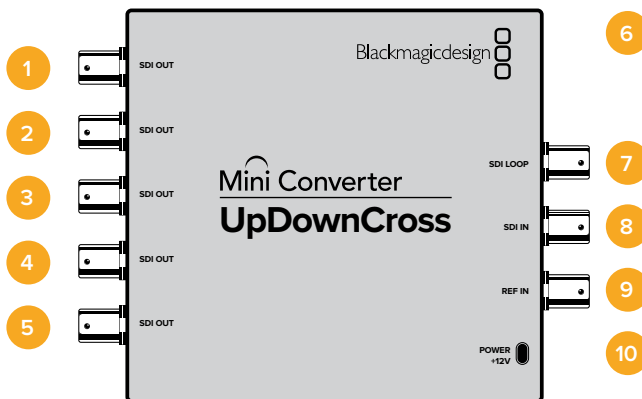 1
SDI OUT
2
SDI OUT
3
SDI OUT
4
SDI OUT
5
SDI OUT
Blackmagicdesign
Mini Converter
UpDownCross
6
SDI LOOP
7
SDI IN
8
REF IN
9
POWER
+12V
10